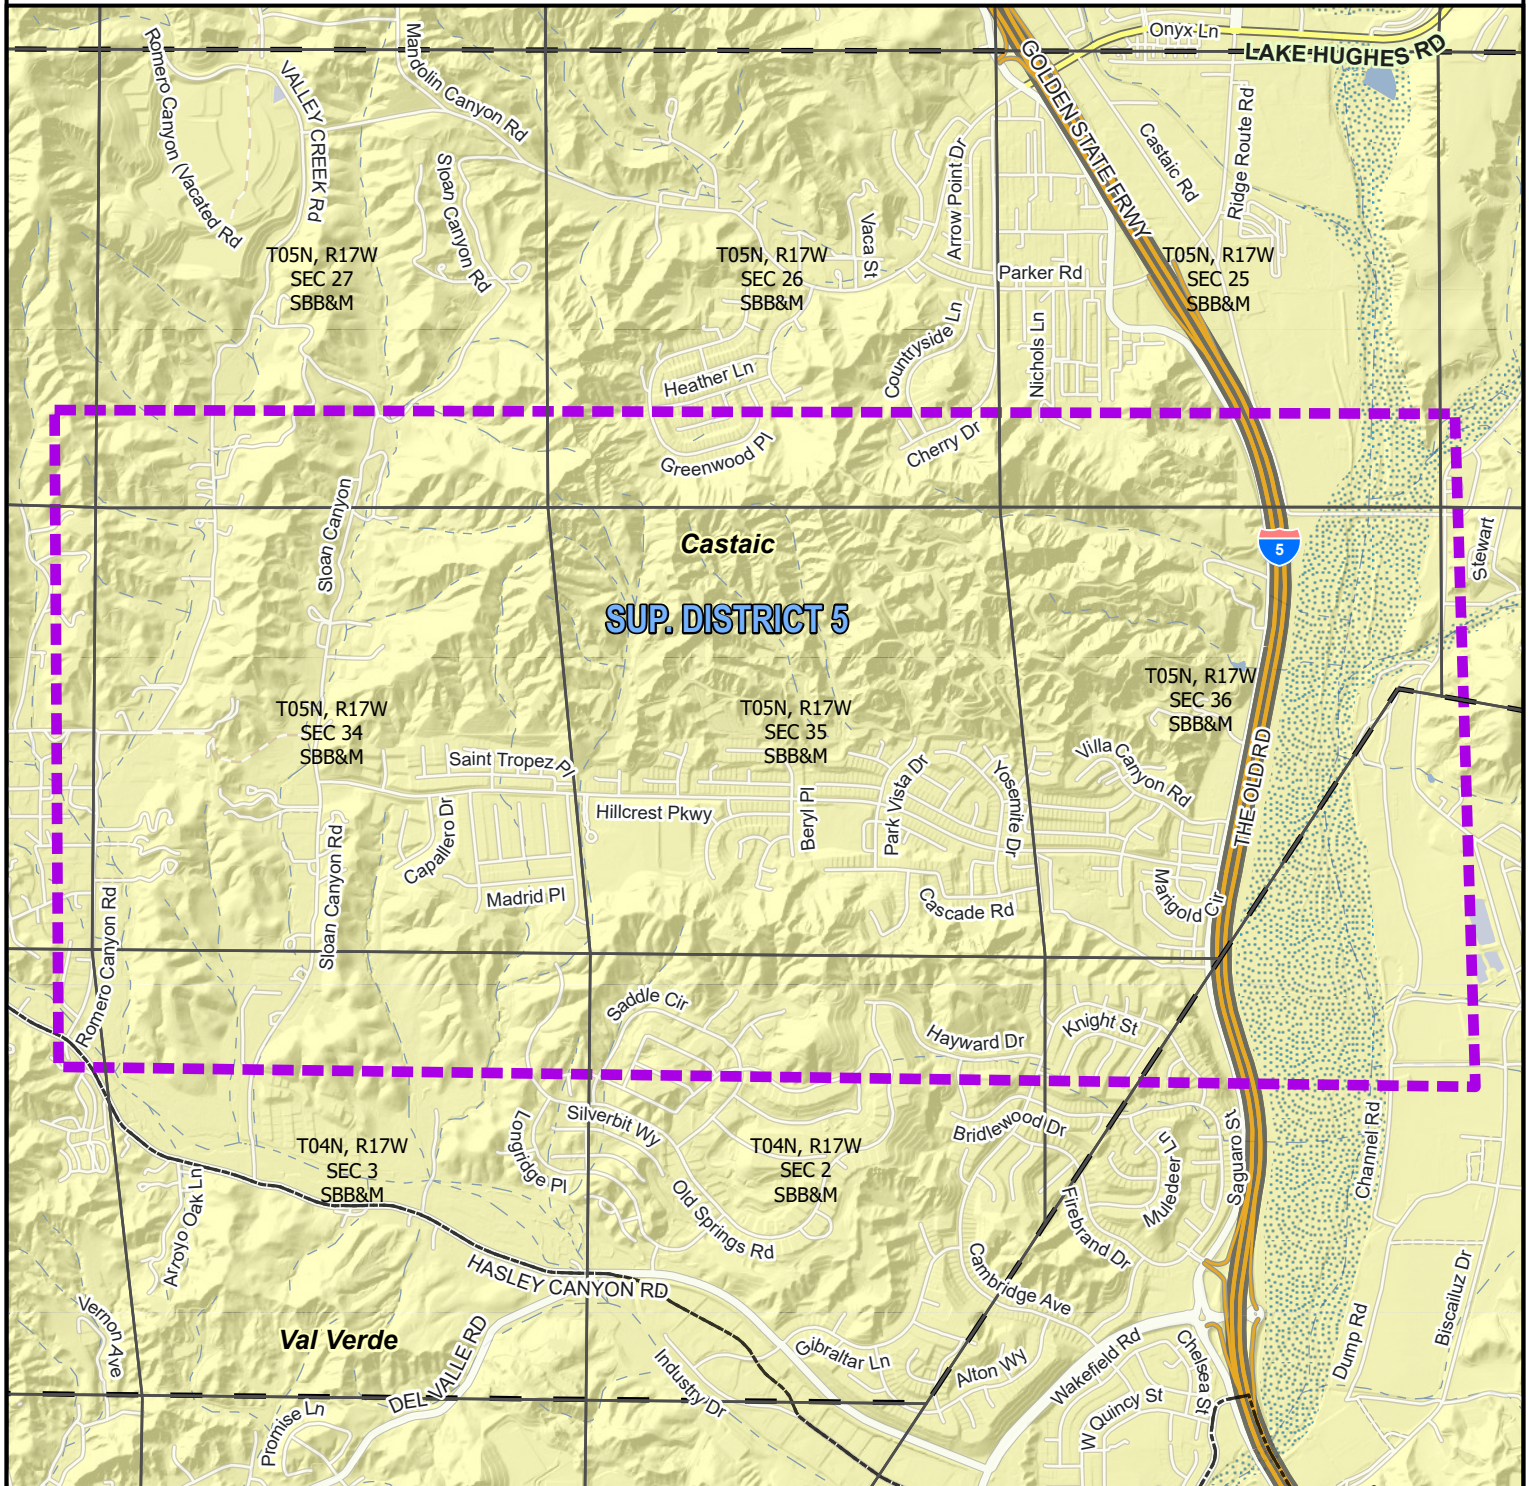 Onyx Ln
LAKE HUGHES RD
Romero Canyon (Vacated Rd
VALLEY CREEK Rd
Mandolin Canyon Rd
Sloan Canyon Rd
GOLDEN STATE FRWY
Castaic Rd
Ridge Route Rd
Arrow Point Dr
Vaca St
Parker Rd
T05N, R17W
SEC 27
SBB&M
T05N, R17W
SEC 26
SBB&M
T05N, R17W
SEC 25
SBB&M
Countryside Ln
Nichols Ln
Heather Ln
Greenwood Pl
Cherry Dr
Sloan Canyon
Castaic
5
Stewart
SUP. DISTRICT 5
T05N, R17W
SEC 34
SBB&M
T05N, R17W
SEC 35
SBB&M
T05N, R17W
SEC 36
SBB&M
Saint Tropez Pl
Hillcrest Pkwy
Beryl Pl
Park Vista Dr
Yosemite Dr
Villa Canyon Rd
THE OLD RD
Capallero Dr
Madrid Pl
Sloan Canyon Rd
Cascade Rd
Marigold Cir
Romero Canyon Rd
Saddle Cir
Hayward Dr
Knight St
Longridge Pl
Silverbit Wy
Bridlewood Dr
Muledeer Ln
Saguaro St
Channel Rd
T04N, R17W
SEC 3
SBB&M
T04N, R17W
SEC 2
SBB&M
Arroyo Oak Ln
Old Springs Rd
Firebrand Dr
HASLEY CANYON RD
Cambridge Ave
Vernon Ave
Val Verde
DEL VALLE RD
Industry Dr
Gibraltar Ln
Alton Wy
Wakefield Rd
Chelsea St
W Quincy St
Dump Rd
Biscailuz Dr
Promise Ln